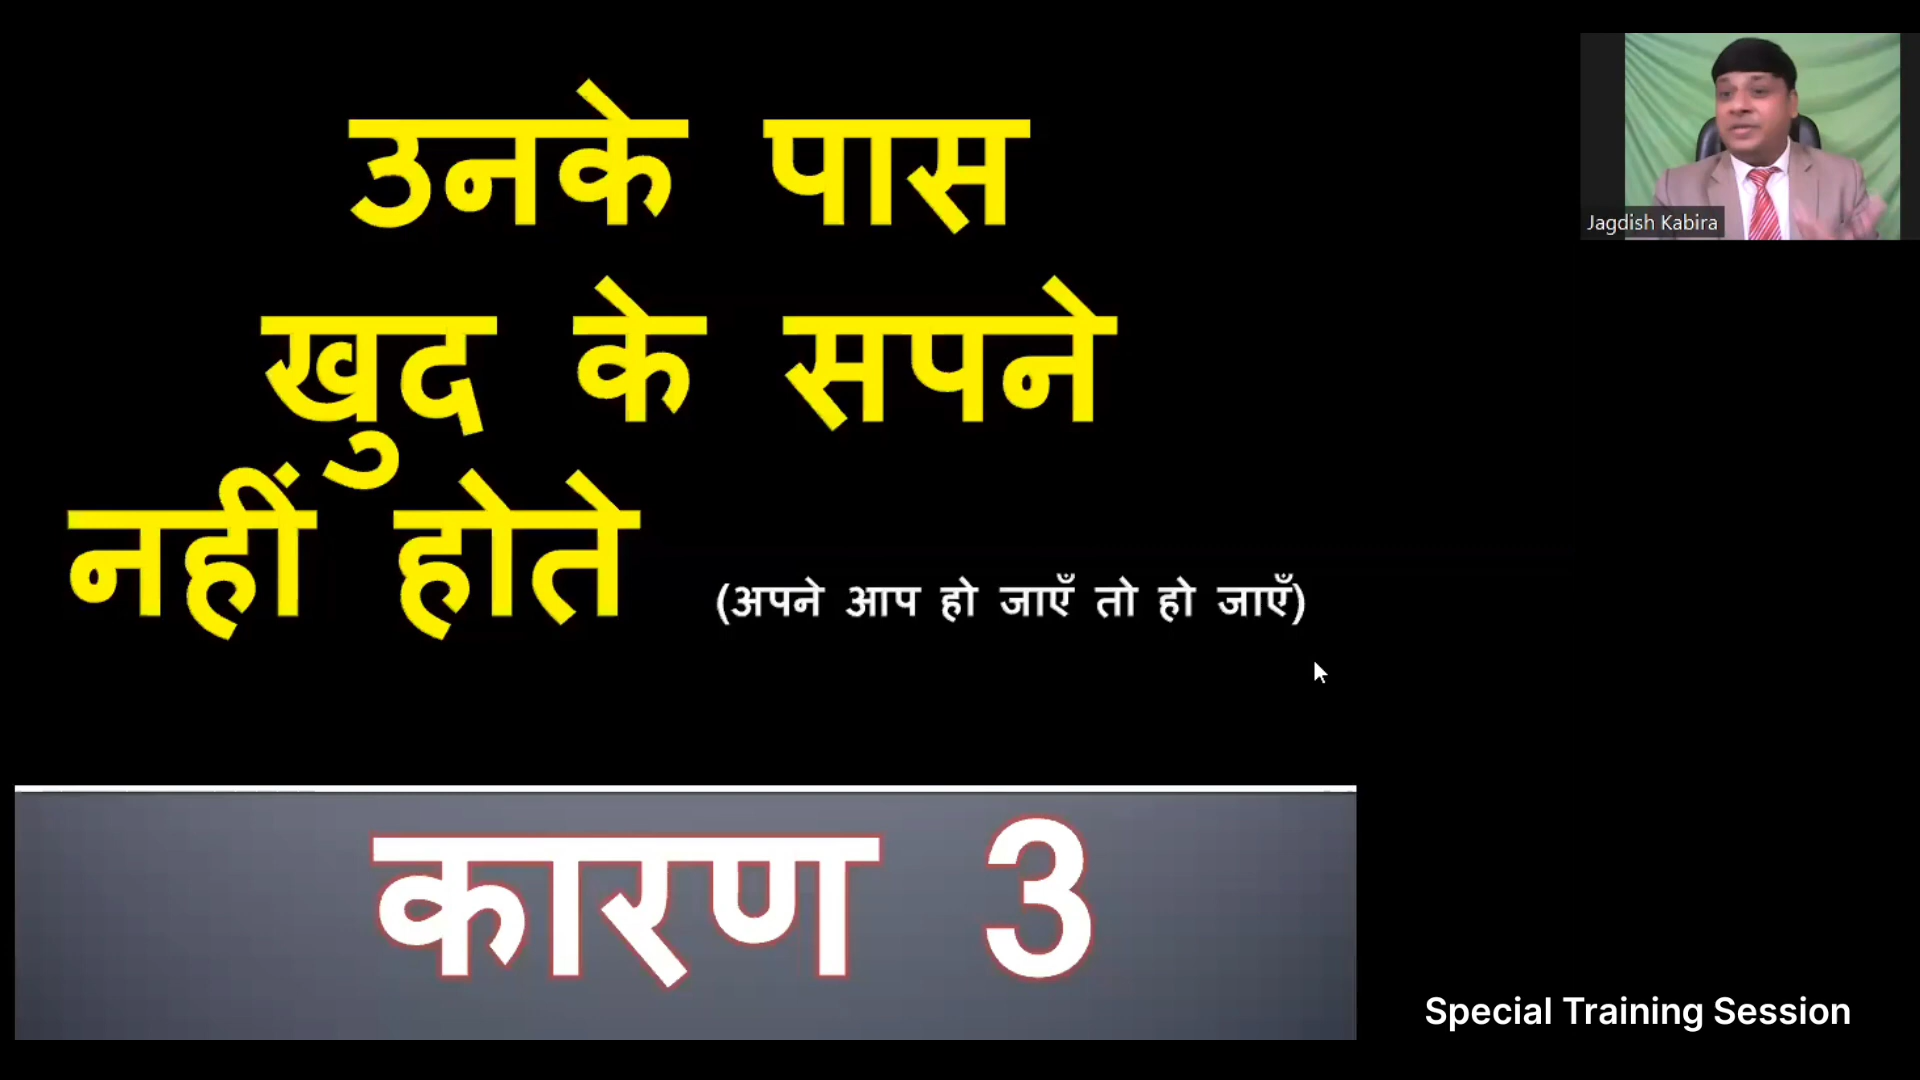 उनके पास
खुद के सपने
नहीं होते (अपने आप हो जाएँ तो हो जाएँ)
कारण 3
Jagdish Kabira
Special Training Session